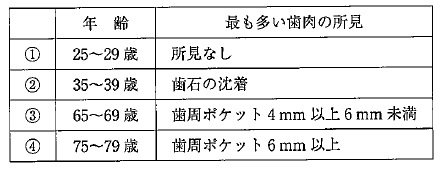 年 齢 最も多い歯肉の所見
① 25～29歳 所見なし
② 35～39歳 歯石の沈着
③ 65～69歳 歯周ポケット4mm以上6mm未満
④ 75～79歳 歯周ポケット6mm以上